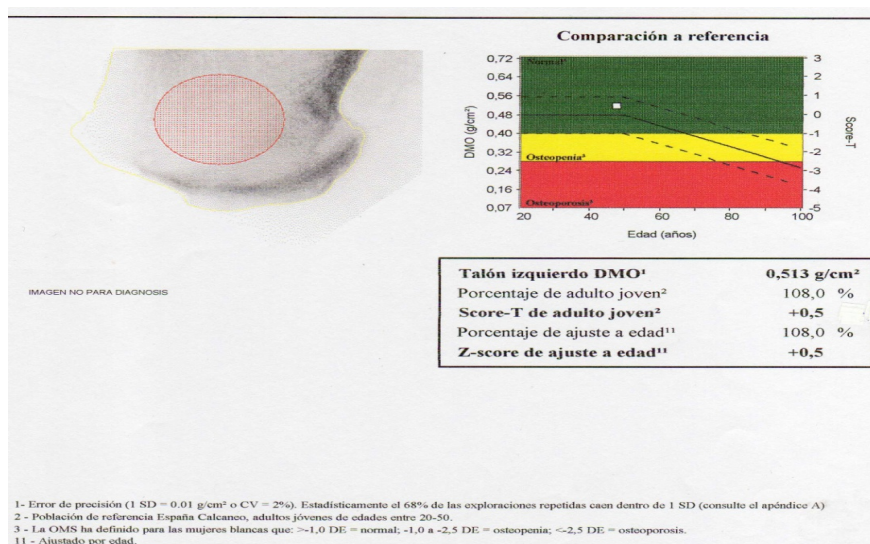 Comparación a referencia
DMO (g/cm²)
0,72
0,64
0,56
0,48
0,40
0,32
0,24
0,16
0,07
Normal³
Osteopenia³
Osteoporosis³
3
2
1
0
-1
-2
-3
-4
-5
Score-T
20 40 60 80 100
Edad (años)
IMAGEN NO PARA DIAGNOSIS
Talón izquierdo DMO¹ 0,513 g/cm²
Porcentaje de adulto joven² 108,0 %
Score-T de adulto joven² +0,5
Porcentaje de ajuste a edad¹¹ 108,0 %
Z-score de ajuste a edad¹¹ +0,5
1- Error de precisión (1 SD = 0.01 g/cm² o CV = 2%). Estadísticamente el 68% de las exploraciones repetidas caen dentro de 1 SD (consulte el apéndice A)
2 - Población de referencia España Calcaneo, adultos jóvenes de edades entre 20-50.
3 - La OMS ha definido para las mujeres blancas que: >-1,0 DE = normal; -1,0 a -2,5 DE = osteopenia; <-2,5 DE = osteoporosis.
11 - Ajustado por edad.